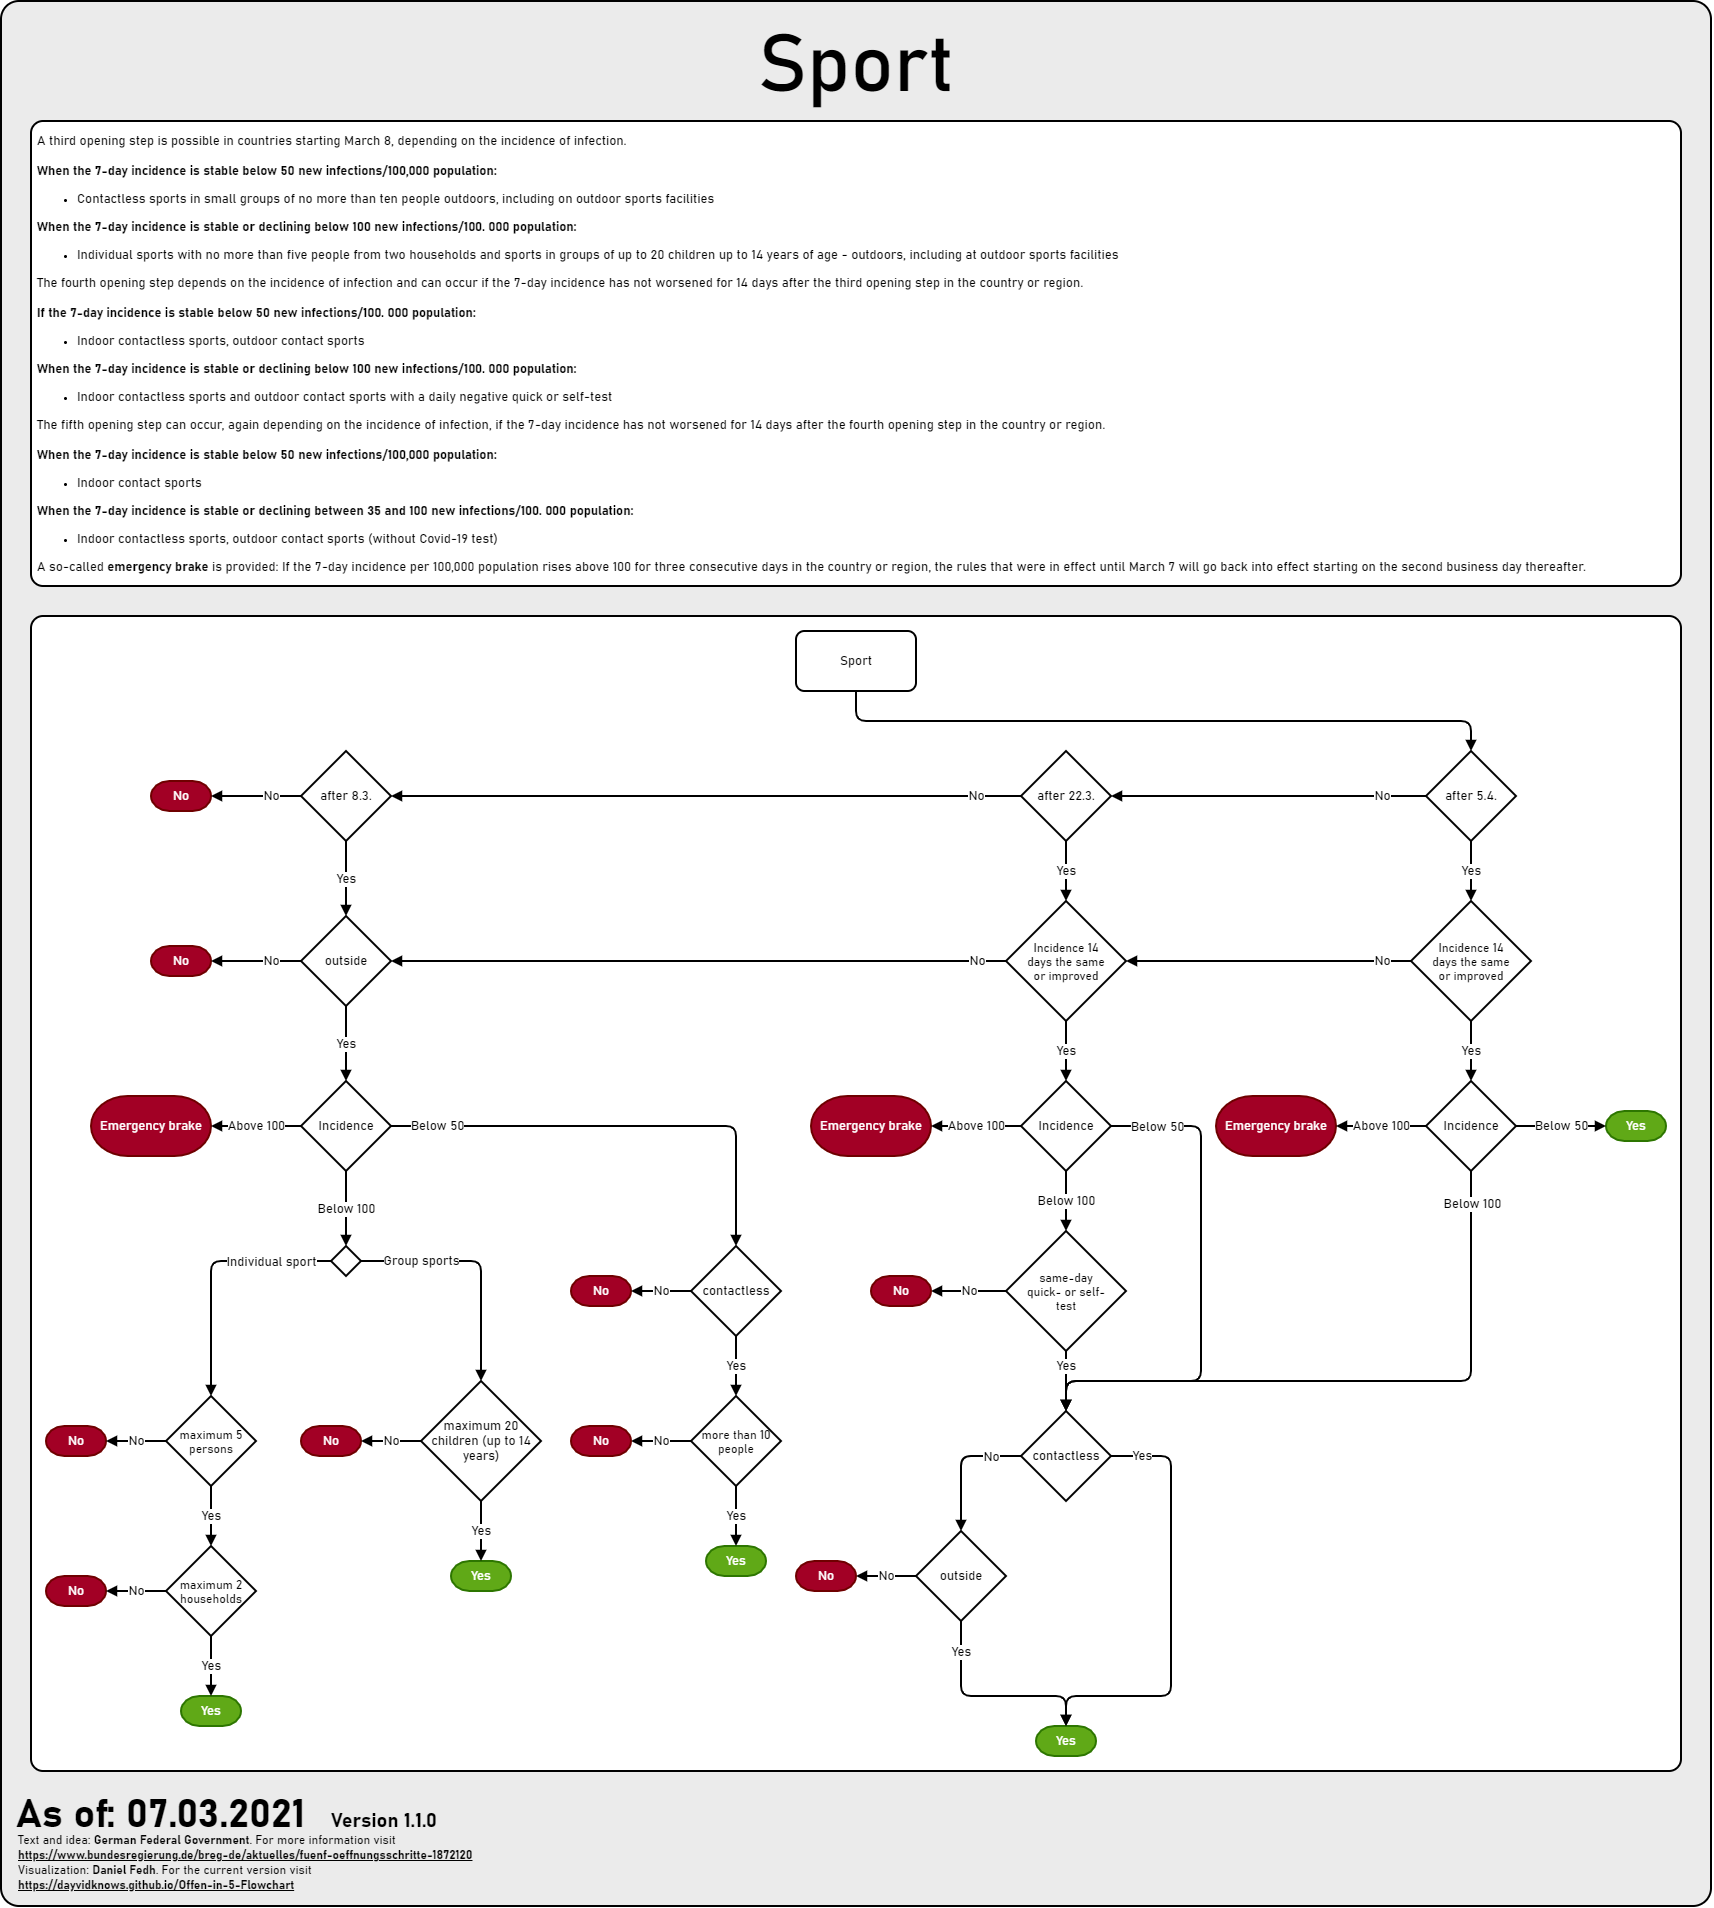 Sport
A third opening step is possible in countries starting March 8, depending on the incidence of infection.
When the 7-day incidence is stable below 50 new infections/100,000 population:
• Contactless sports in small groups of no more than ten people outdoors, including on outdoor sports facilities
When the 7-day incidence is stable or declining below 100 new infections/100. 000 population:
• Individual sports with no more than five people from two households and sports in groups of up to 20 children up to 14 years of age - outdoors, including at outdoor sports facilities
The fourth opening step depends on the incidence of infection and can occur if the 7-day incidence has not worsened for 14 days after the third opening step in the country or region.
If the 7-day incidence is stable below 50 new infections/100. 000 population:
• Indoor contactless sports, outdoor contact sports
When the 7-day incidence is stable or declining below 100 new infections/100. 000 population:
• Indoor contactless sports and outdoor contact sports with a daily negative quick or self-test
The fifth opening step can occur, again depending on the incidence of infection, if the 7-day incidence has not worsened for 14 days after the fourth opening step in the country or region.
When the 7-day incidence is stable below 50 new infections/100,000 population:
• Indoor contact sports
When the 7-day incidence is stable or declining between 35 and 100 new infections/100. 000 population:
• Indoor contactless sports, outdoor contact sports (without Covid-19 test)
A so-called emergency brake is provided: If the 7-day incidence per 100,000 population rises above 100 for three consecutive days in the country or region, the rules that were in effect until March 7 will go back into effect starting on the second business day thereafter.
Sport
No
No
after 8.3.
No
after 22.3.
No
after 5.4.
Yes
Yes
Yes
No
No
outside
No
Incidence 14
days the same
or improved
No
Incidence 14
days the same
or improved
Yes
Yes
Yes
Emergency brake
Above 100
Incidence
Below 50
Emergency brake
Above 100
Incidence
Below 50
Emergency brake
Above 100
Incidence
Below 50
Yes
Below 100
Below 100
Below 100
Individual sport
Group sports
No
No
contactless
No
No
same-day
quick- or self-
test
Yes
Yes
No
No
maximum 5
persons
No
No
maximum 20
children (up to 14
years)
No
No
more than 10
people
No
contactless
Yes
Yes
Yes
Yes
No
No
maximum 2
households
Yes
Yes
No
No
outside
Yes
Yes
Yes
Yes
As of: 07.03.2021 Version 1.1.0
Text and idea: German Federal Government. For more information visit
https://www.bundesregierung.de/breg-de/aktuelles/fuenf-oeffnungsschritte-1872120
Visualization: Daniel Fedh. For the current version visit
https://dayvidknows.github.io/Offen-in-5-Flowchart